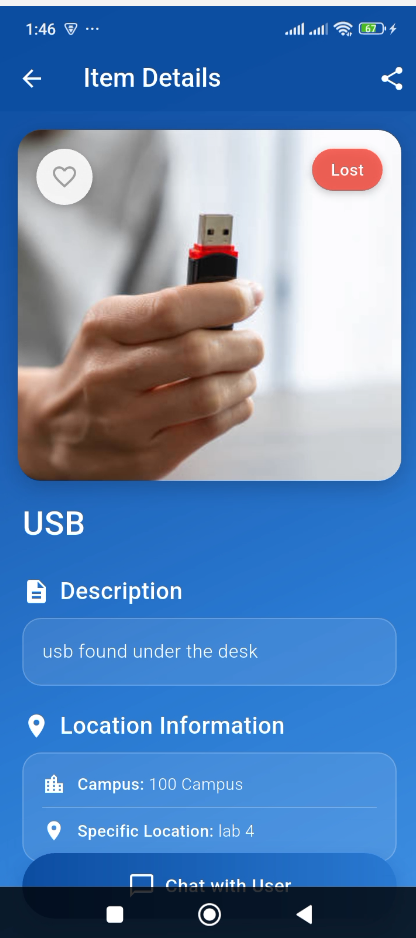 1:46 ··· 67
Item Details
Lost
USB
Description
usb found under the desk
Location Information
Campus: 100 Campus
Specific Location: lab 4
Chat with User